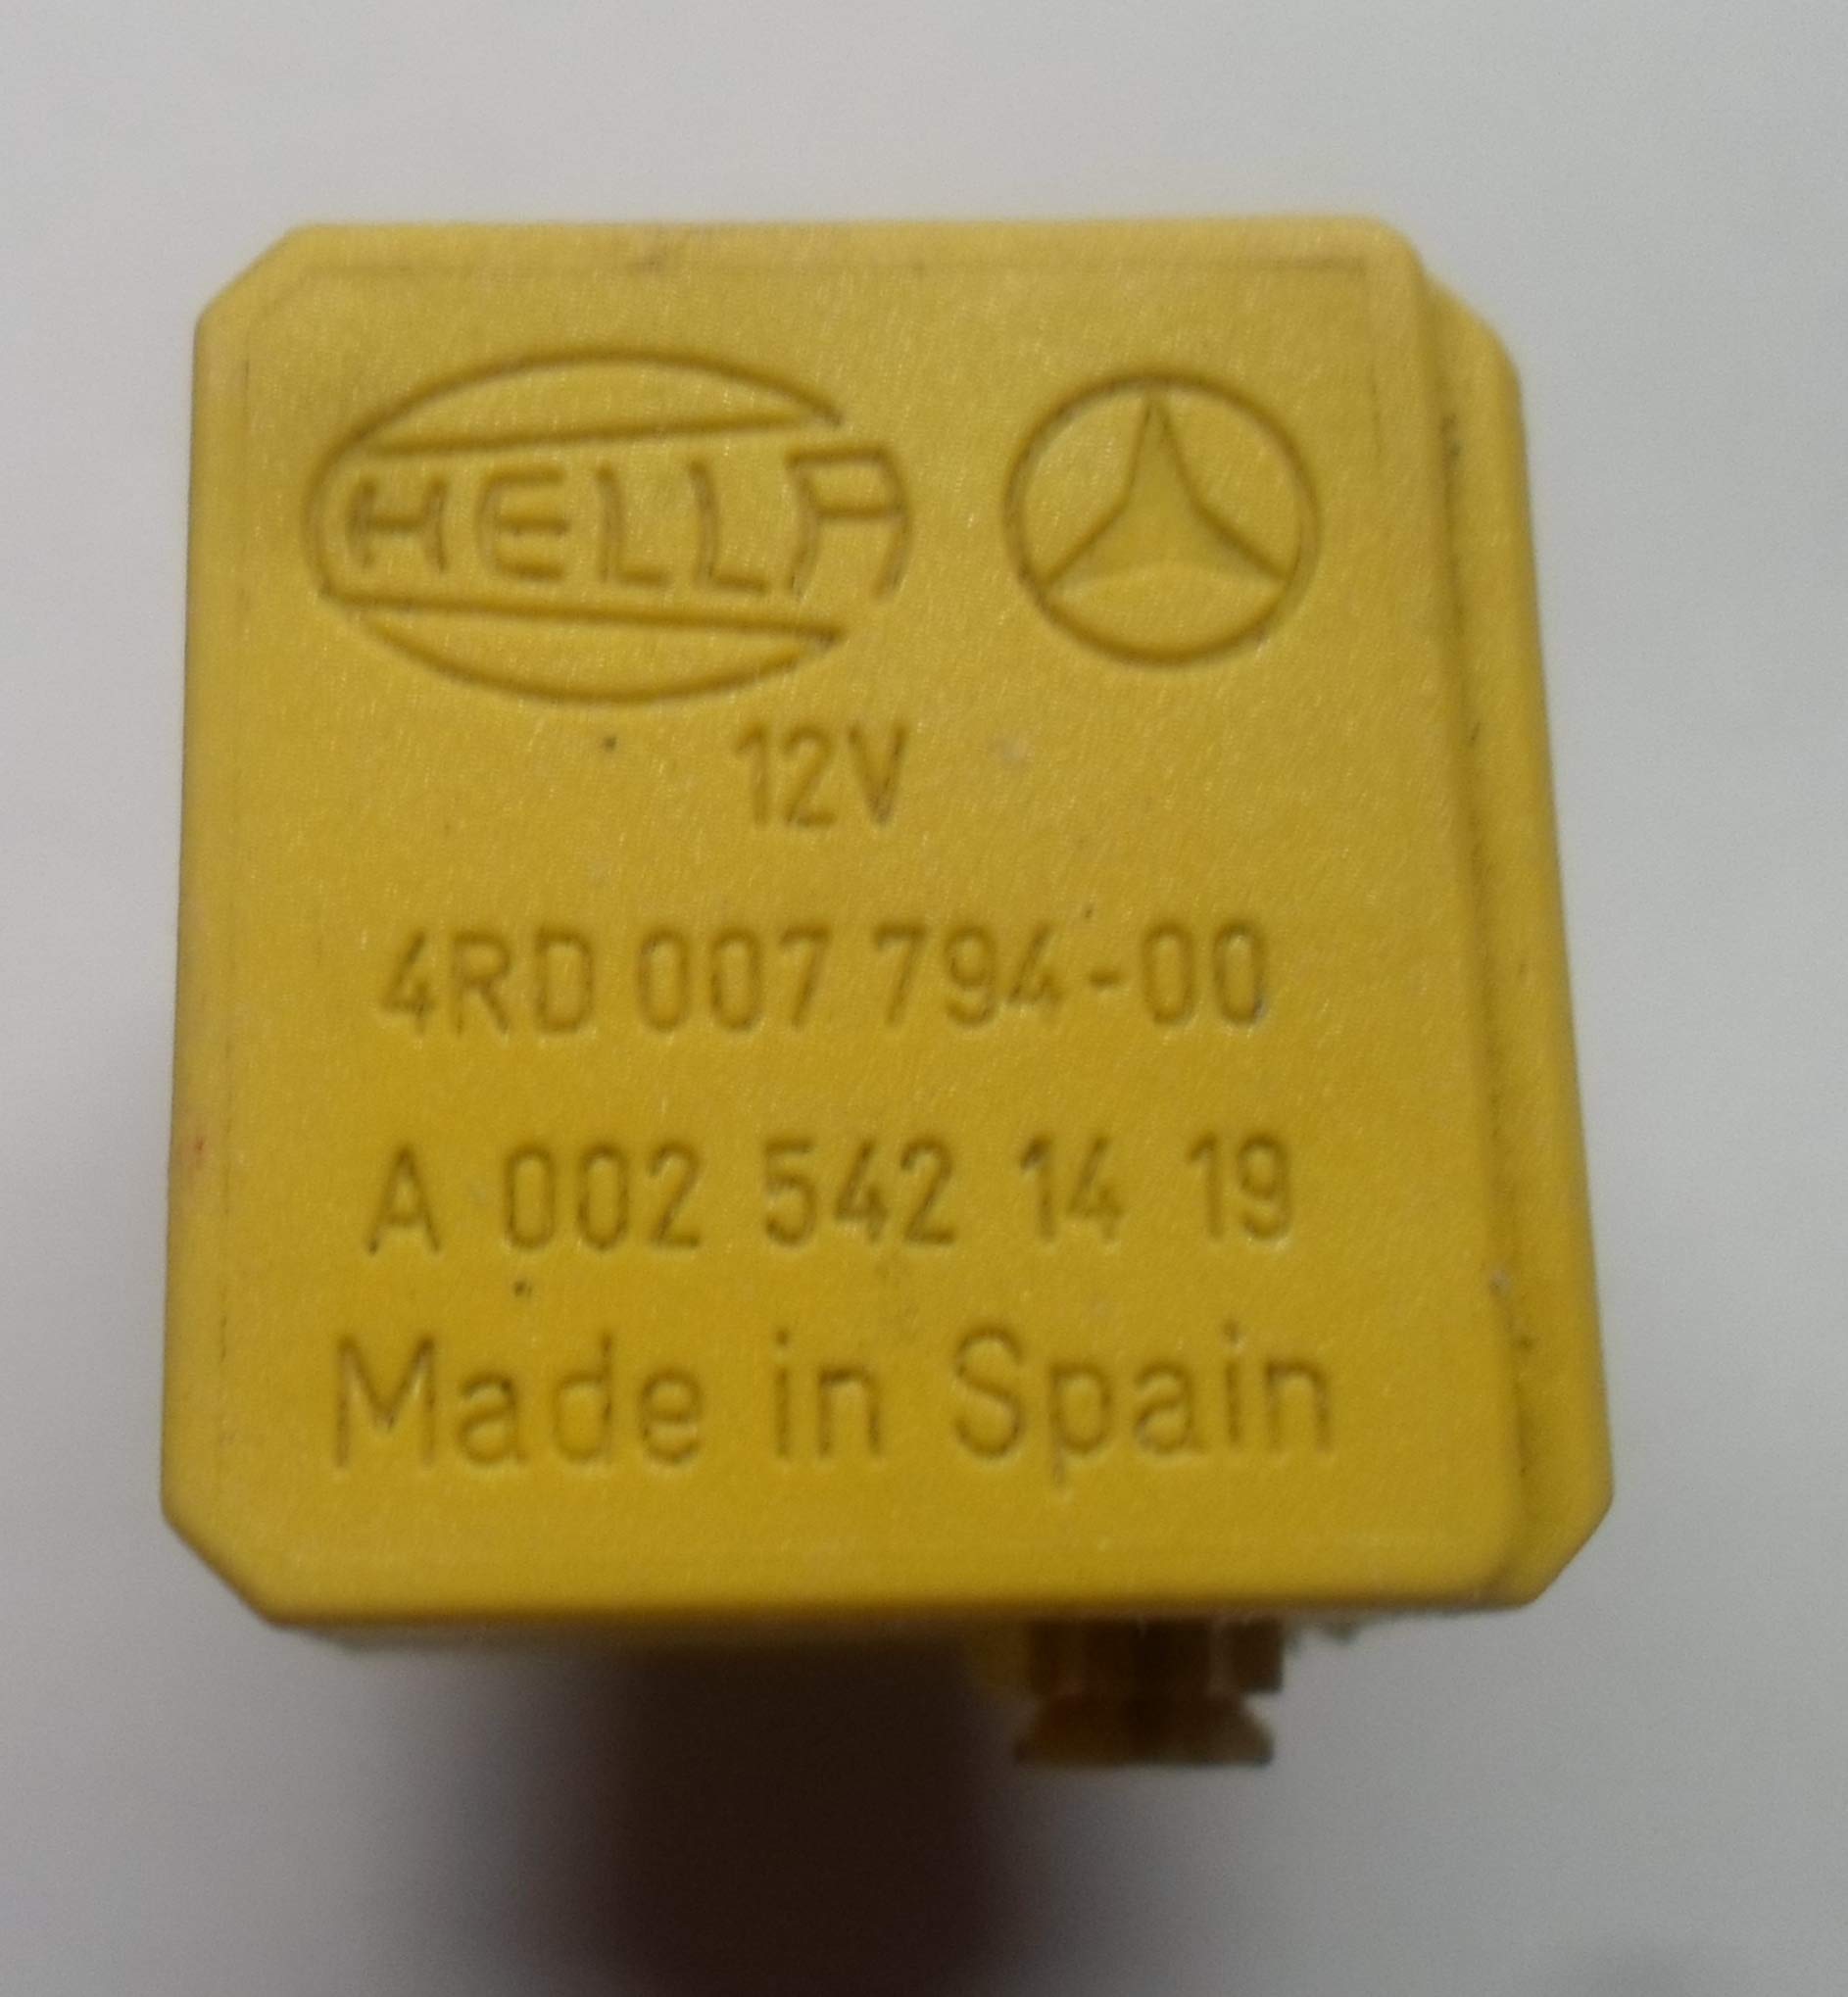 HELLA
12V
4RD 007 794-00
A 002 542 14 19
Made in Spain